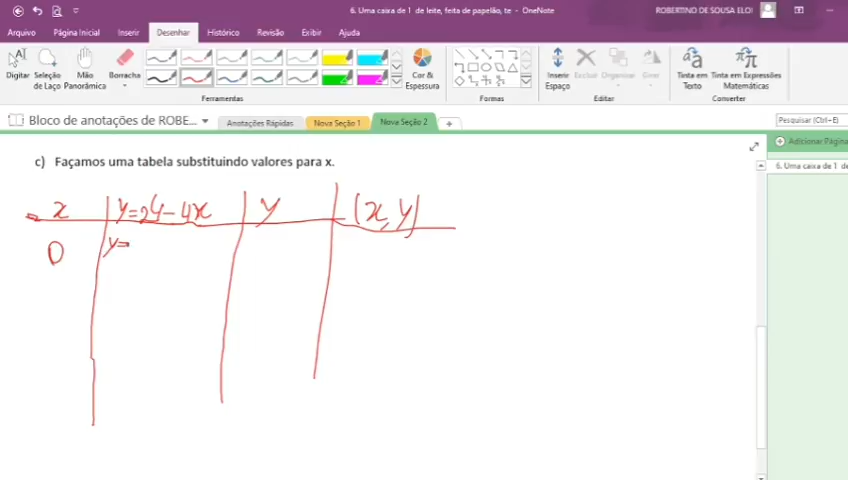 6. Uma caixa de 1 de leite, feita de papelão, te - OneNote
ROBERTINO DE SOUSA ELOI
Arquivo Página Inicial Inserir Desenhar Histórico Revisão Exibir Ajuda
Digitar Seleção de Laço Mão Panorâmica Borracha Cor & Espessura Inserir Espaço Excluir Organizar Girar Tinta em Texto Tinta em Expressões Matemáticas
Ferramentas Formas Editar Converter
Bloco de anotações de ROBE... Anotações Rápidas Nova Seção 1 Nova Seção 2 Pesquisar (Ctrl+E)
Adicionar Página
6. Uma caixa de 1
c) Façamos uma tabela substituindo valores para x.
x y=24-4x y (x,y)
0 y=